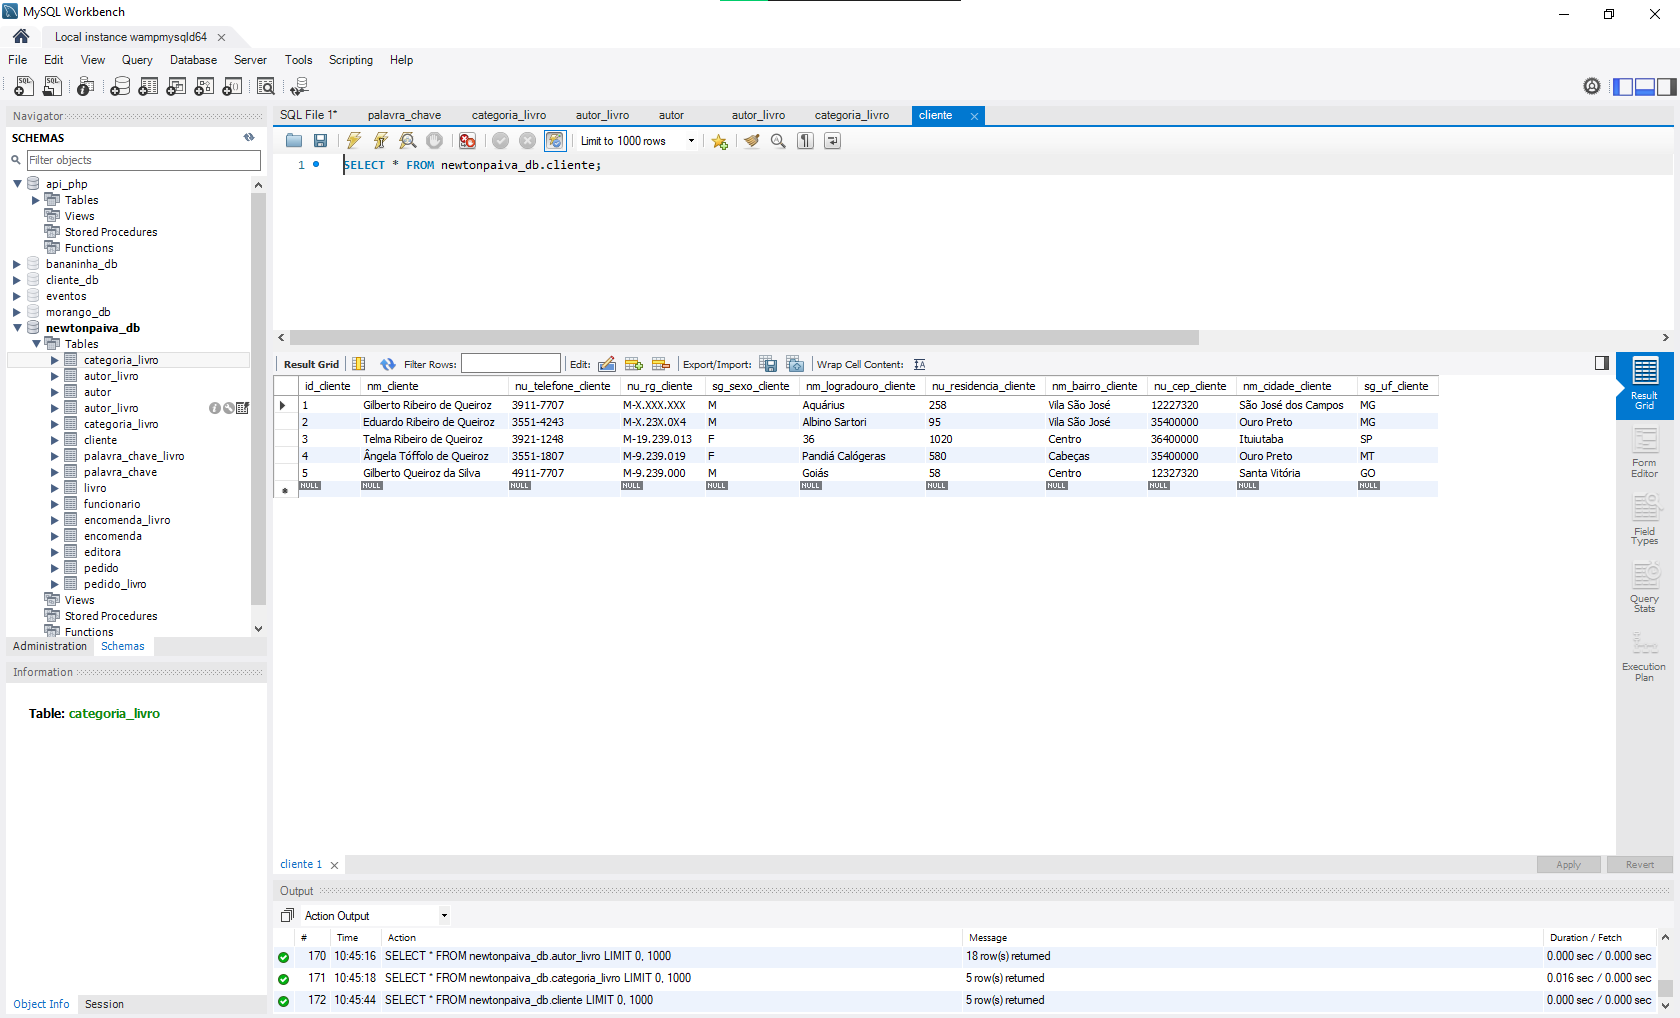 MySQL Workbench
Local instance wampmysqld64
File Edit View Query Database Server Tools Scripting Help
Navigator
SCHEMAS
Filter objects
api_php
Tables
Views
Stored Procedures
Functions
bananinha_db
cliente_db
eventos
morango_db
newtonpaiva_db
Tables
categoria_livro
autor_livro
autor
autor_livro
categoria_livro
cliente
palavra_chave_livro
palavra_chave
livro
funcionario
encomenda_livro
encomenda
editora
pedido
pedido_livro
Views
Stored Procedures
Functions
Administration Schemas
Information
Table: categoria_livro
Object Info Session
SQL File 1* palavra_chave categoria_livro autor_livro autor autor_livro categoria_livro cliente
Limit to 1000 rows
1 SELECT * FROM newtonpaiva_db.cliente;
Result Grid Filter Rows: Edit: Export/Import: Wrap Cell Content:
id_cliente nm_cliente nu_telefone_cliente nu_rg_cliente sg_sexo_cliente nm_logradouro_cliente nu_residencia_cliente nm_bairro_cliente nu_cep_cliente nm_cidade_cliente sg_uf_cliente
1 Gilberto Ribeiro de Queiroz 3911-7707 M-X.XXX.XXX M Aquárius 258 Vila São José 12227320 São José dos Campos MG
2 Eduardo Ribeiro de Queiroz 3551-4243 M-X.23X.0X4 M Albino Sartori 95 Vila São José 35400000 Ouro Preto MG
3 Telma Ribeiro de Queiroz 3921-1248 M-19.239.013 F 36 1020 Centro 36400000 Ituiutaba SP
4 Ângela Tóffolo de Queiroz 3551-1807 M-9.239.019 F Pandiá Calógeras 580 Cabeças 35400000 Ouro Preto MT
5 Gilberto Queiroz da Silva 4911-7707 M-9.239.000 M Goiás 58 Centro 12327320 Santa Vitória GO
NULL NULL NULL NULL NULL NULL NULL NULL NULL NULL NULL
Result
Grid
Form
Editor
Field
Types
Query
Stats
Execution
Plan
cliente 1
Apply Revert
Output
Action Output
# Time Action Message Duration / Fetch
170 10:45:16 SELECT * FROM newtonpaiva_db.autor_livro LIMIT 0, 1000 18 row(s) returned 0.000 sec / 0.000 sec
171 10:45:18 SELECT * FROM newtonpaiva_db.categoria_livro LIMIT 0, 1000 5 row(s) returned 0.016 sec / 0.000 sec
172 10:45:44 SELECT * FROM newtonpaiva_db.cliente LIMIT 0, 1000 5 row(s) returned 0.000 sec / 0.000 sec